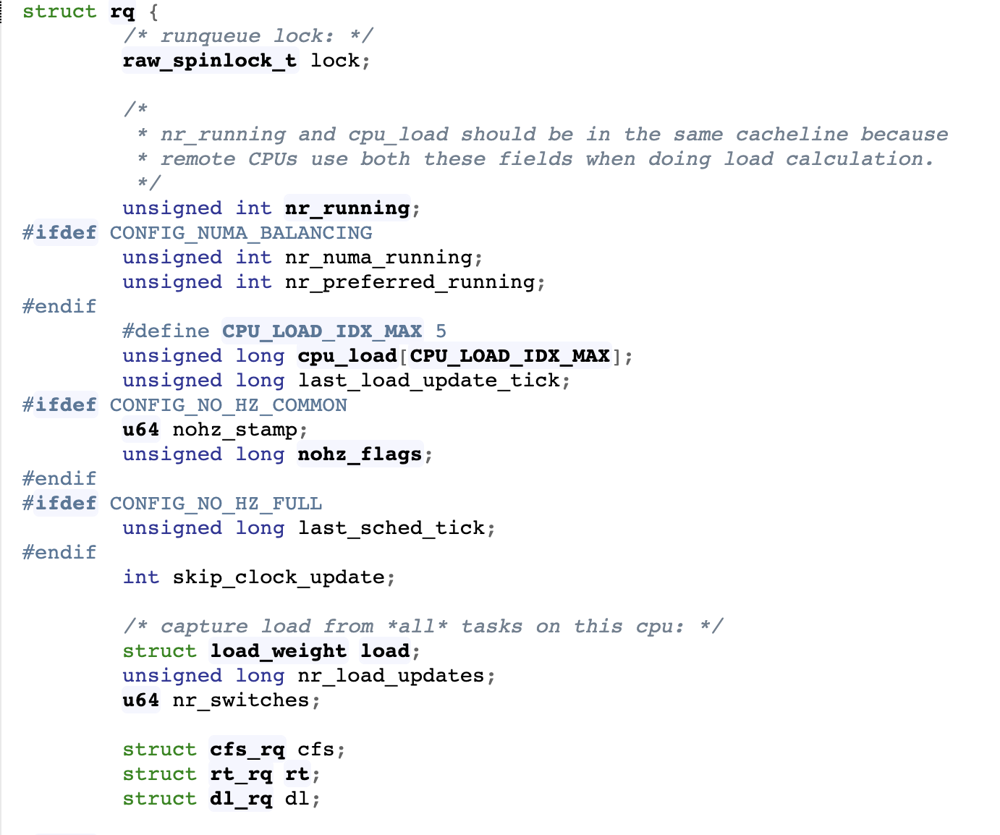 struct rq {
/* runqueue lock: */
raw_spinlock_t lock;
/*
* nr_running and cpu_load should be in the same cacheline because
* remote CPUs use both these fields when doing load calculation.
*/
unsigned int nr_running;
#ifdef CONFIG_NUMA_BALANCING
unsigned int nr_numa_running;
unsigned int nr_preferred_running;
#endif
#define CPU_LOAD_IDX_MAX 5
unsigned long cpu_load[CPU_LOAD_IDX_MAX];
unsigned long last_load_update_tick;
#ifdef CONFIG_NO_HZ_COMMON
u64 nohz_stamp;
unsigned long nohz_flags;
#endif
#ifdef CONFIG_NO_HZ_FULL
unsigned long last_sched_tick;
#endif
int skip_clock_update;
/* capture load from *all* tasks on this cpu: */
struct load_weight load;
unsigned long nr_load_updates;
u64 nr_switches;
struct cfs_rq cfs;
struct rt_rq rt;
struct dl_rq dl;